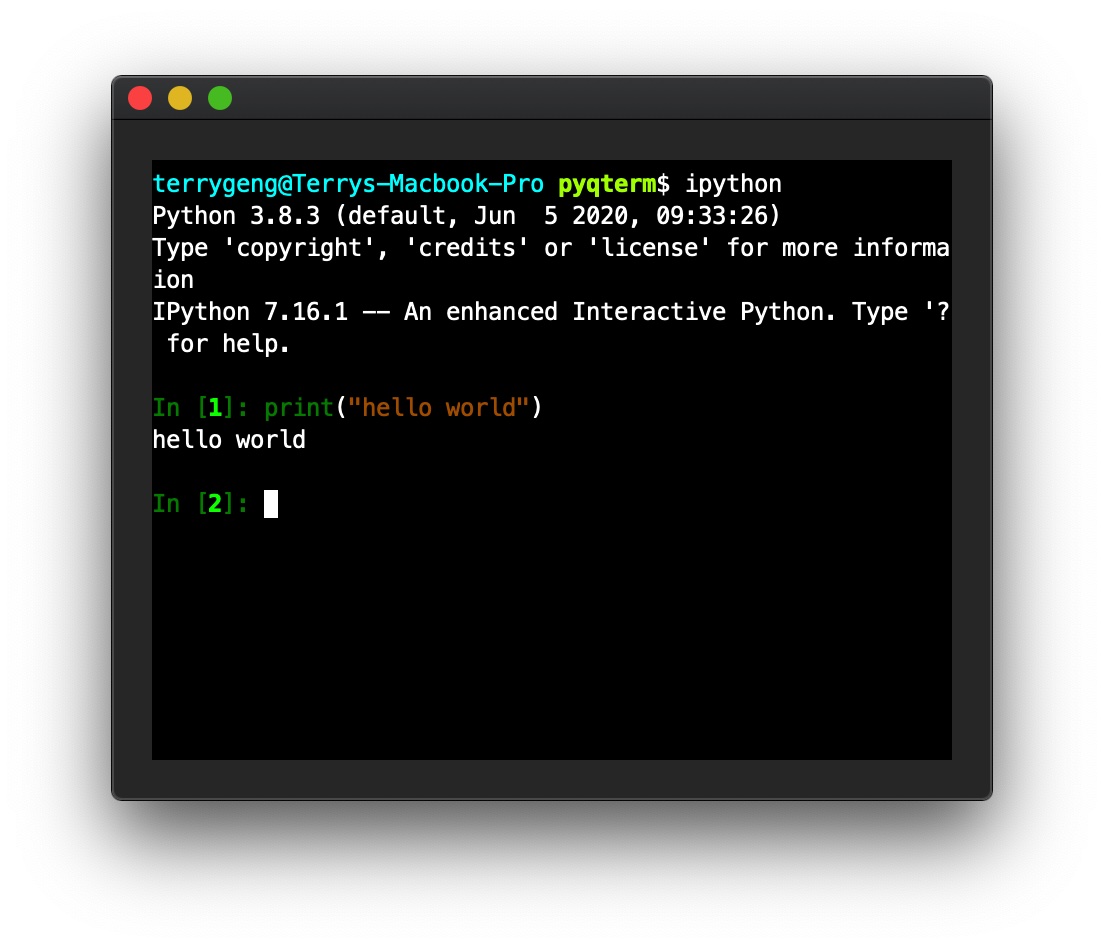 terrygeng@Terrys-Macbook-Pro pyqterm$ ipython
Python 3.8.3 (default, Jun  5 2020, 09:33:26)
Type 'copyright', 'credits' or 'license' for more informa
ion
IPython 7.16.1 -- An enhanced Interactive Python. Type '?
 for help.
In [1]: print("hello world")
hello world
In [2]: